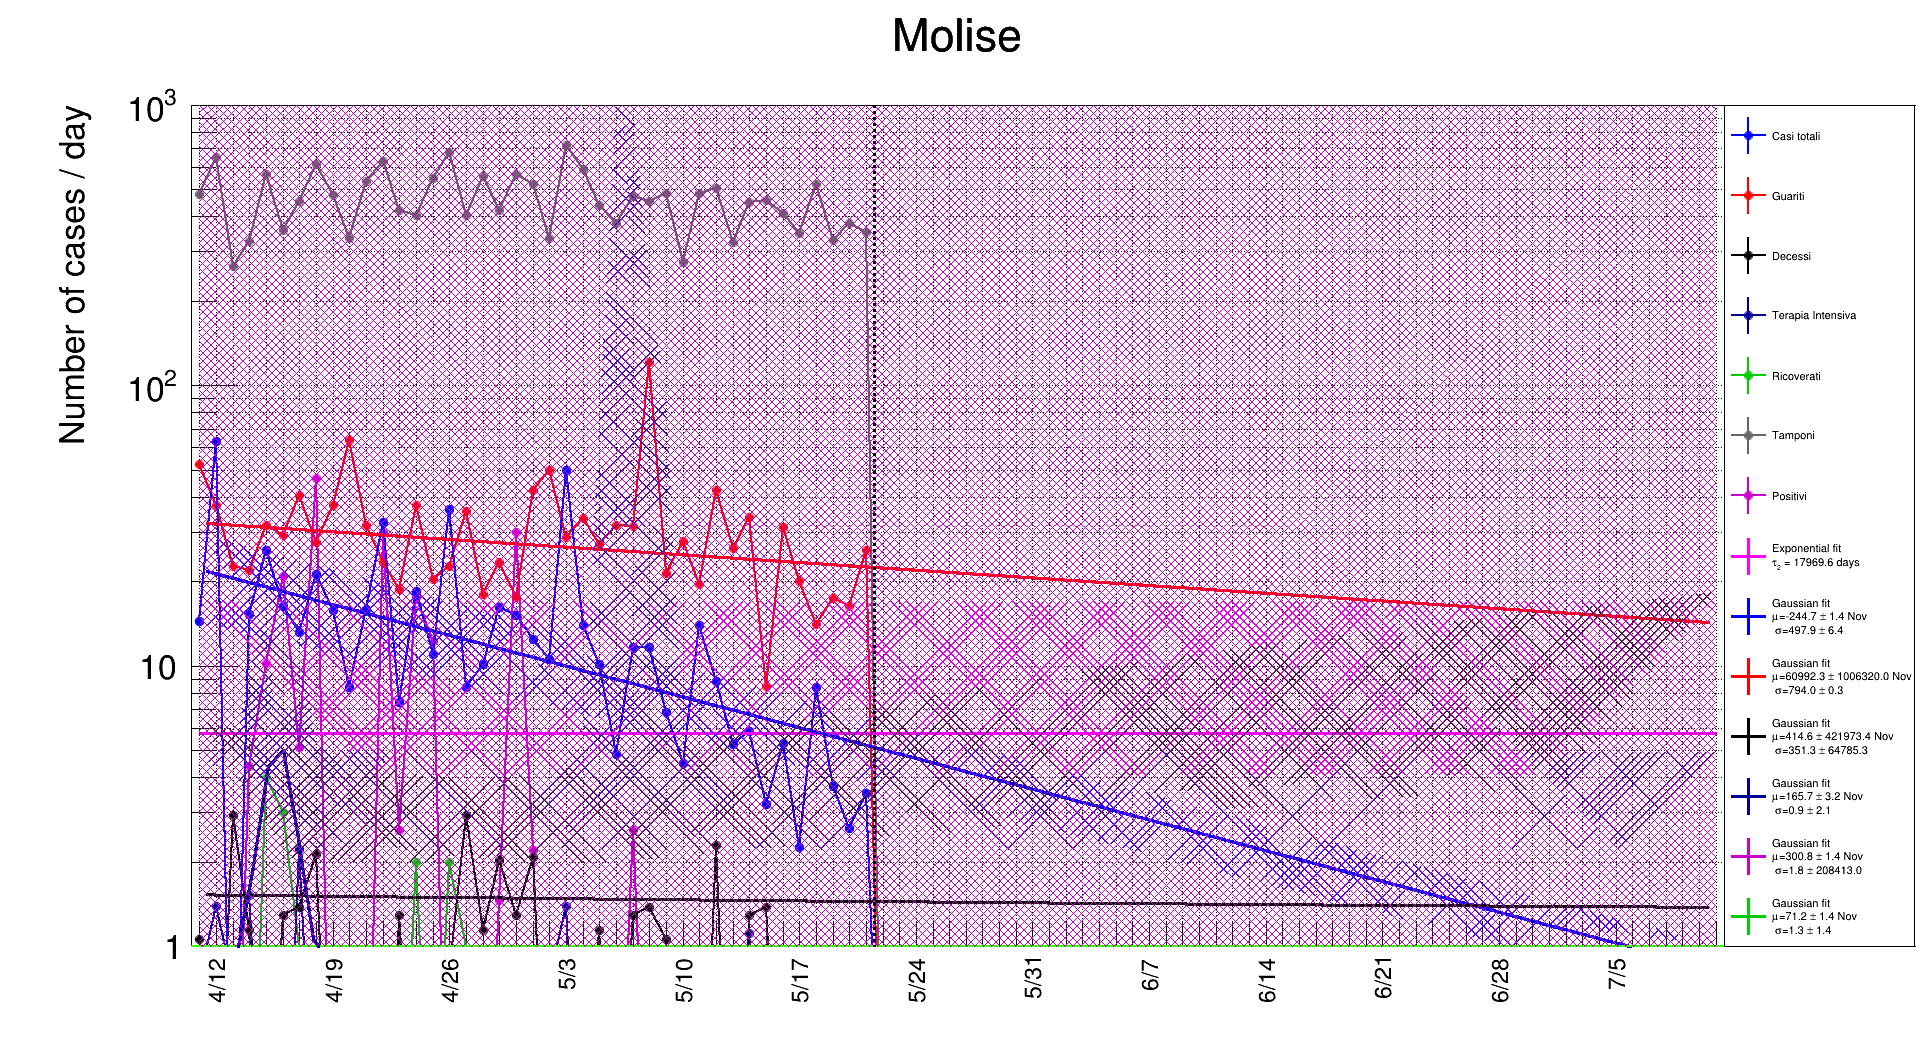 Molise
Number of cases / day
10³
10²
10
1
4/12
4/19
4/26
5/3
5/10
5/17
5/24
5/31
6/7
6/14
6/21
6/28
7/5
Casi totali
Guariti
Decessi
Terapia Intensiva
Ricoverati
Tamponi
Positivi
Exponential fit
τ₂ = 17969.6 days
Gaussian fit
μ=-244.7 ± 1.4 Nov
σ=497.9 ± 6.4
Gaussian fit
μ=60992.3 ± 1006320.0 Nov
σ=794.0 ± 0.3
Gaussian fit
μ=414.6 ± 421973.4 Nov
σ=351.3 ± 64785.3
Gaussian fit
μ=165.7 ± 3.2 Nov
σ=0.9 ± 2.1
Gaussian fit
μ=300.8 ± 1.4 Nov
σ=1.8 ± 208413.0
Gaussian fit
μ=71.2 ± 1.4 Nov
σ=1.3 ± 1.4